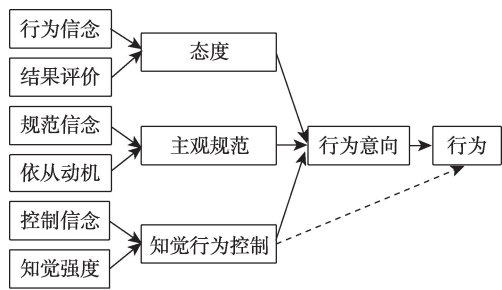 行为信念
结果评价
态度
规范信念
依从动机
主观规范
控制信念
知觉强度
知觉行为控制
行为意向
行为